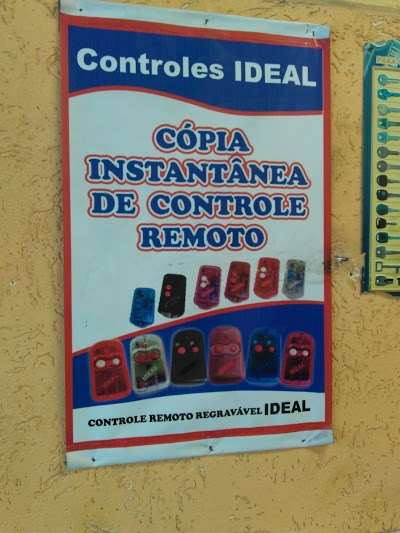 Controles IDEAL
CÓPIA
INSTANTÂNEA
DE CONTROLE
REMOTO
CONTROLE REMOTO REGRAVÁVEL IDEAL